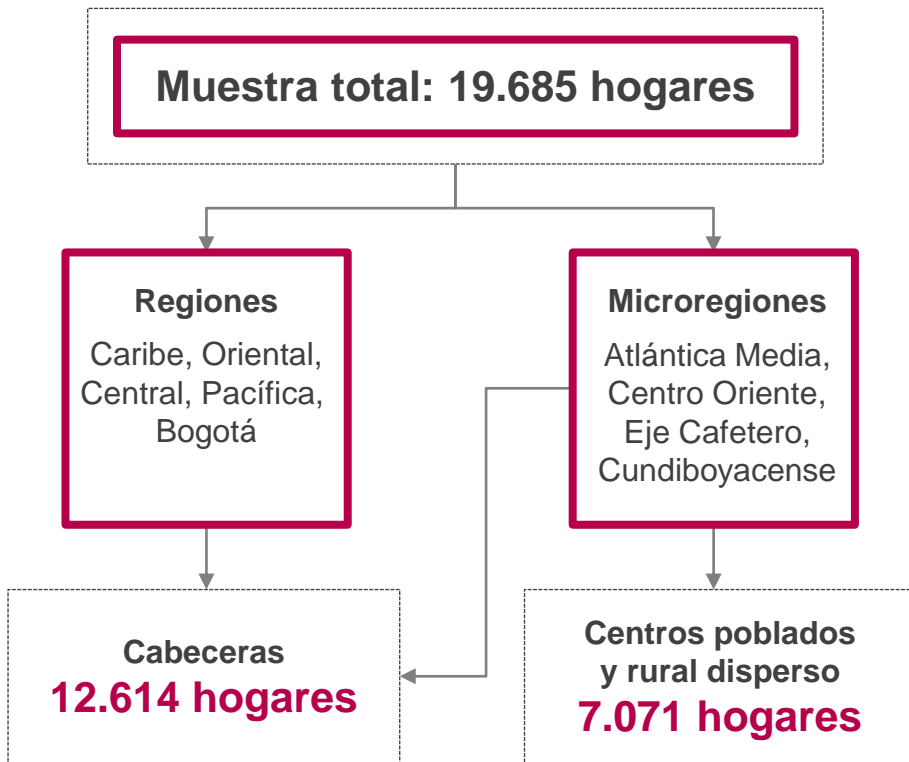 Muestra total: 19.685 hogares
Regiones
Caribe, Oriental,
Central, Pacífica,
Bogotá
Microregiones
Atlántica Media,
Centro Oriente,
Eje Cafetero,
Cundiboyacense
Cabeceras
12.614 hogares
Centros poblados
y rural disperso
7.071 hogares